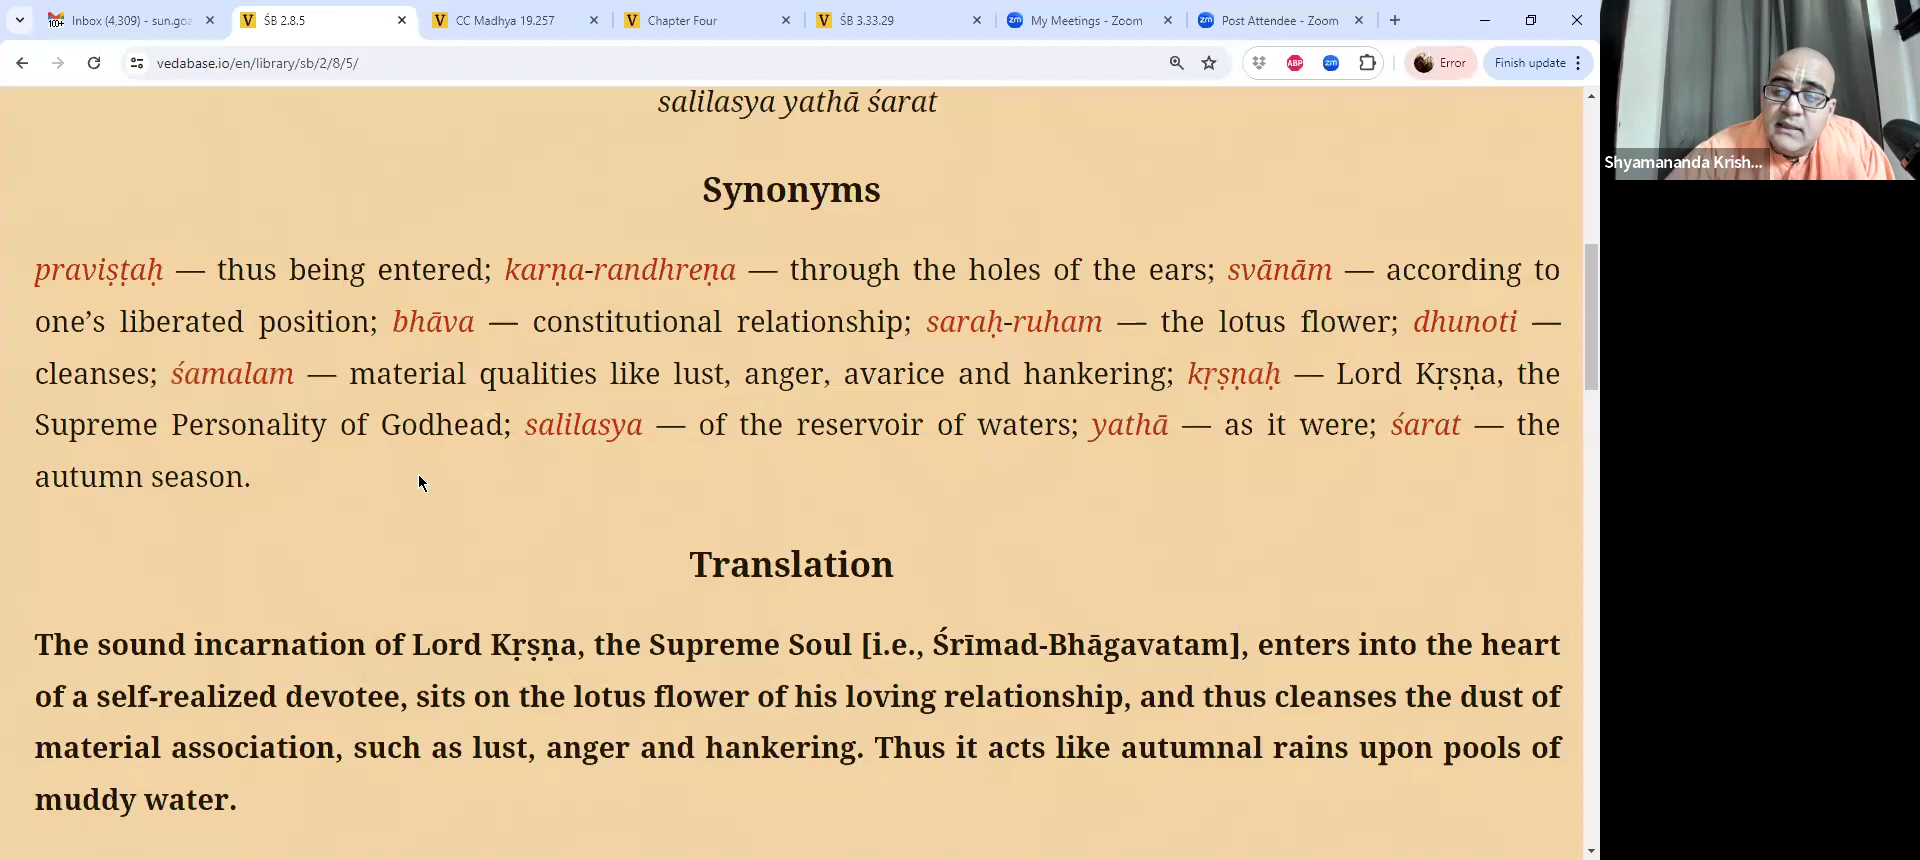 Inbox (4,309) - sun.goa
ŚB 2.8.5
CC Madhya 19.257
Chapter Four
ŚB 3.33.29
My Meetings - Zoom
Post Attendee - Zoom
vedabase.io/en/library/sb/2/8/5/
ABP
zm
Error
Finish update
salilasya yathā śarat
Synonyms
praviṣṭaḥ — thus being entered; karṇa-randhreṇa — through the holes of the ears; svānām — according to
one’s liberated position; bhāva — constitutional relationship; saraḥ-ruham — the lotus flower; dhunoti —
cleanses; śamalam — material qualities like lust, anger, avarice and hankering; kṛṣṇaḥ — Lord Kṛṣṇa, the
Supreme Personality of Godhead; salilasya — of the reservoir of waters; yathā — as it were; śarat — the
autumn season.
Translation
The sound incarnation of Lord Kṛṣṇa, the Supreme Soul [i.e., Śrīmad-Bhāgavatam], enters into the heart
of a self-realized devotee, sits on the lotus flower of his loving relationship, and thus cleanses the dust of
material association, such as lust, anger and hankering. Thus it acts like autumnal rains upon pools of
muddy water.
Shyamananda Krish...